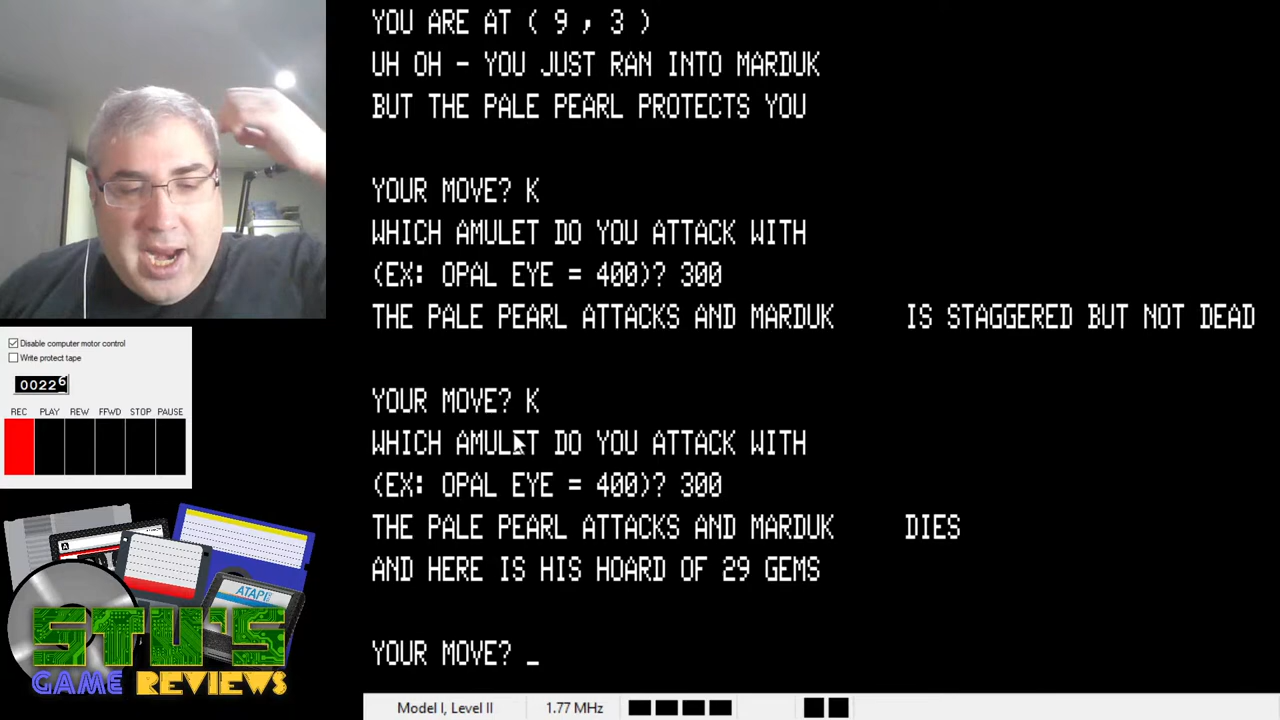 YOU ARE AT ( 9 , 3 )
UH OH - YOU JUST RAN INTO MARDUK
BUT THE PALE PEARL PROTECTS YOU
YOUR MOVE? K
WHICH AMULET DO YOU ATTACK WITH
(EX: OPAL EYE = 400)? 300
THE PALE PEARL ATTACKS AND MARDUK IS STAGGERED BUT NOT DEAD
YOUR MOVE? K
WHICH AMULET DO YOU ATTACK WITH
(EX: OPAL EYE = 400)? 300
THE PALE PEARL ATTACKS AND MARDUK DIES
AND HERE IS HIS HOARD OF 29 GEMS
YOUR MOVE? _
Disable computer motor control
Write protect tape
00226
REC PLAY REW FFWD STOP PAUSE
A
ATAPI
STU'S
GAME REVIEWS
Model I, Level II 1.77 MHz